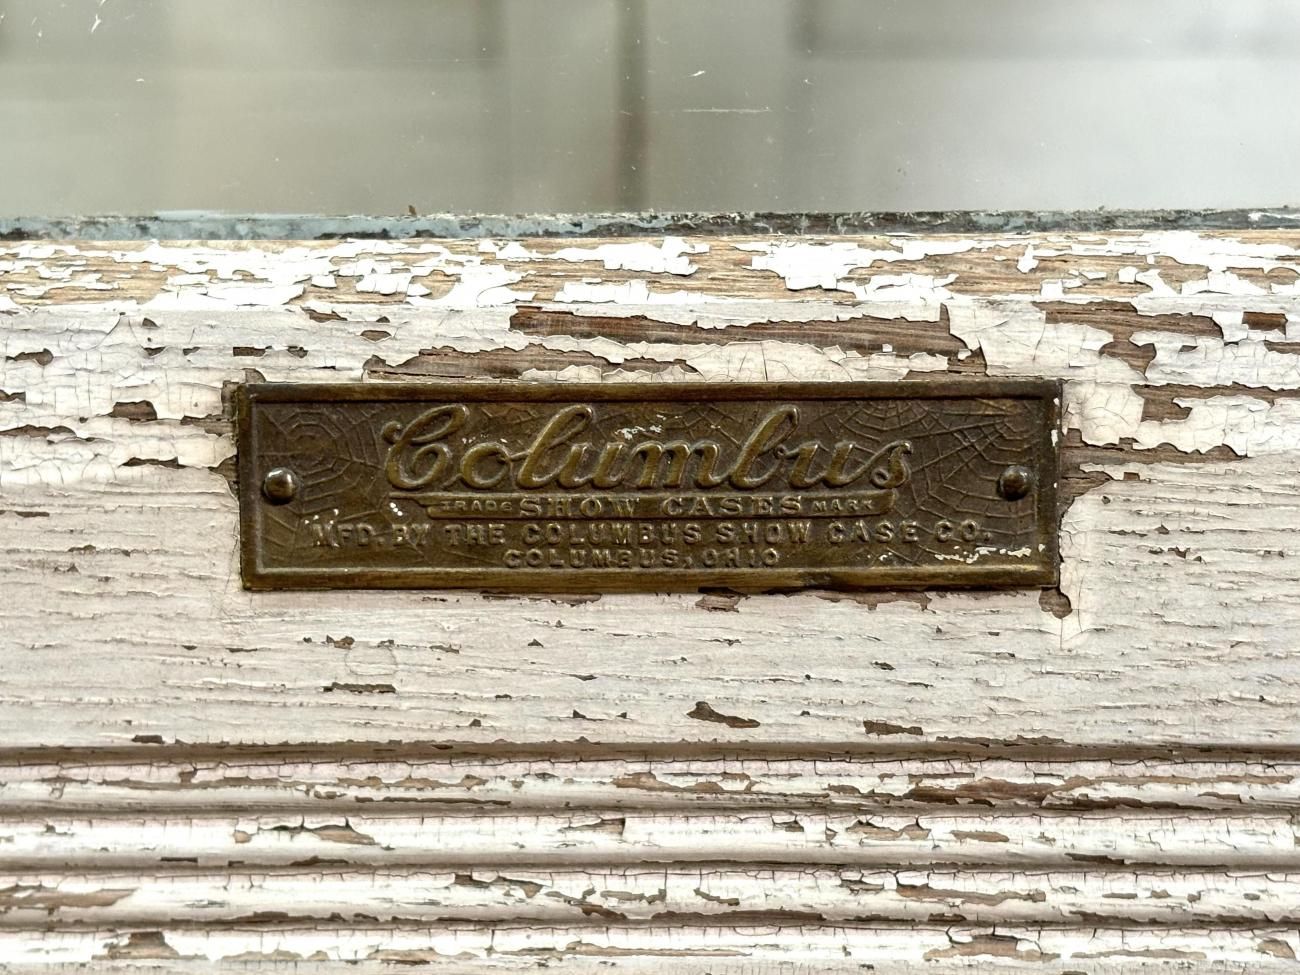 Columbus
TRADE SHOW CASES MARK
MFD. BY THE COLUMBUS SHOW CASE CO.
COLUMBUS, OHIO